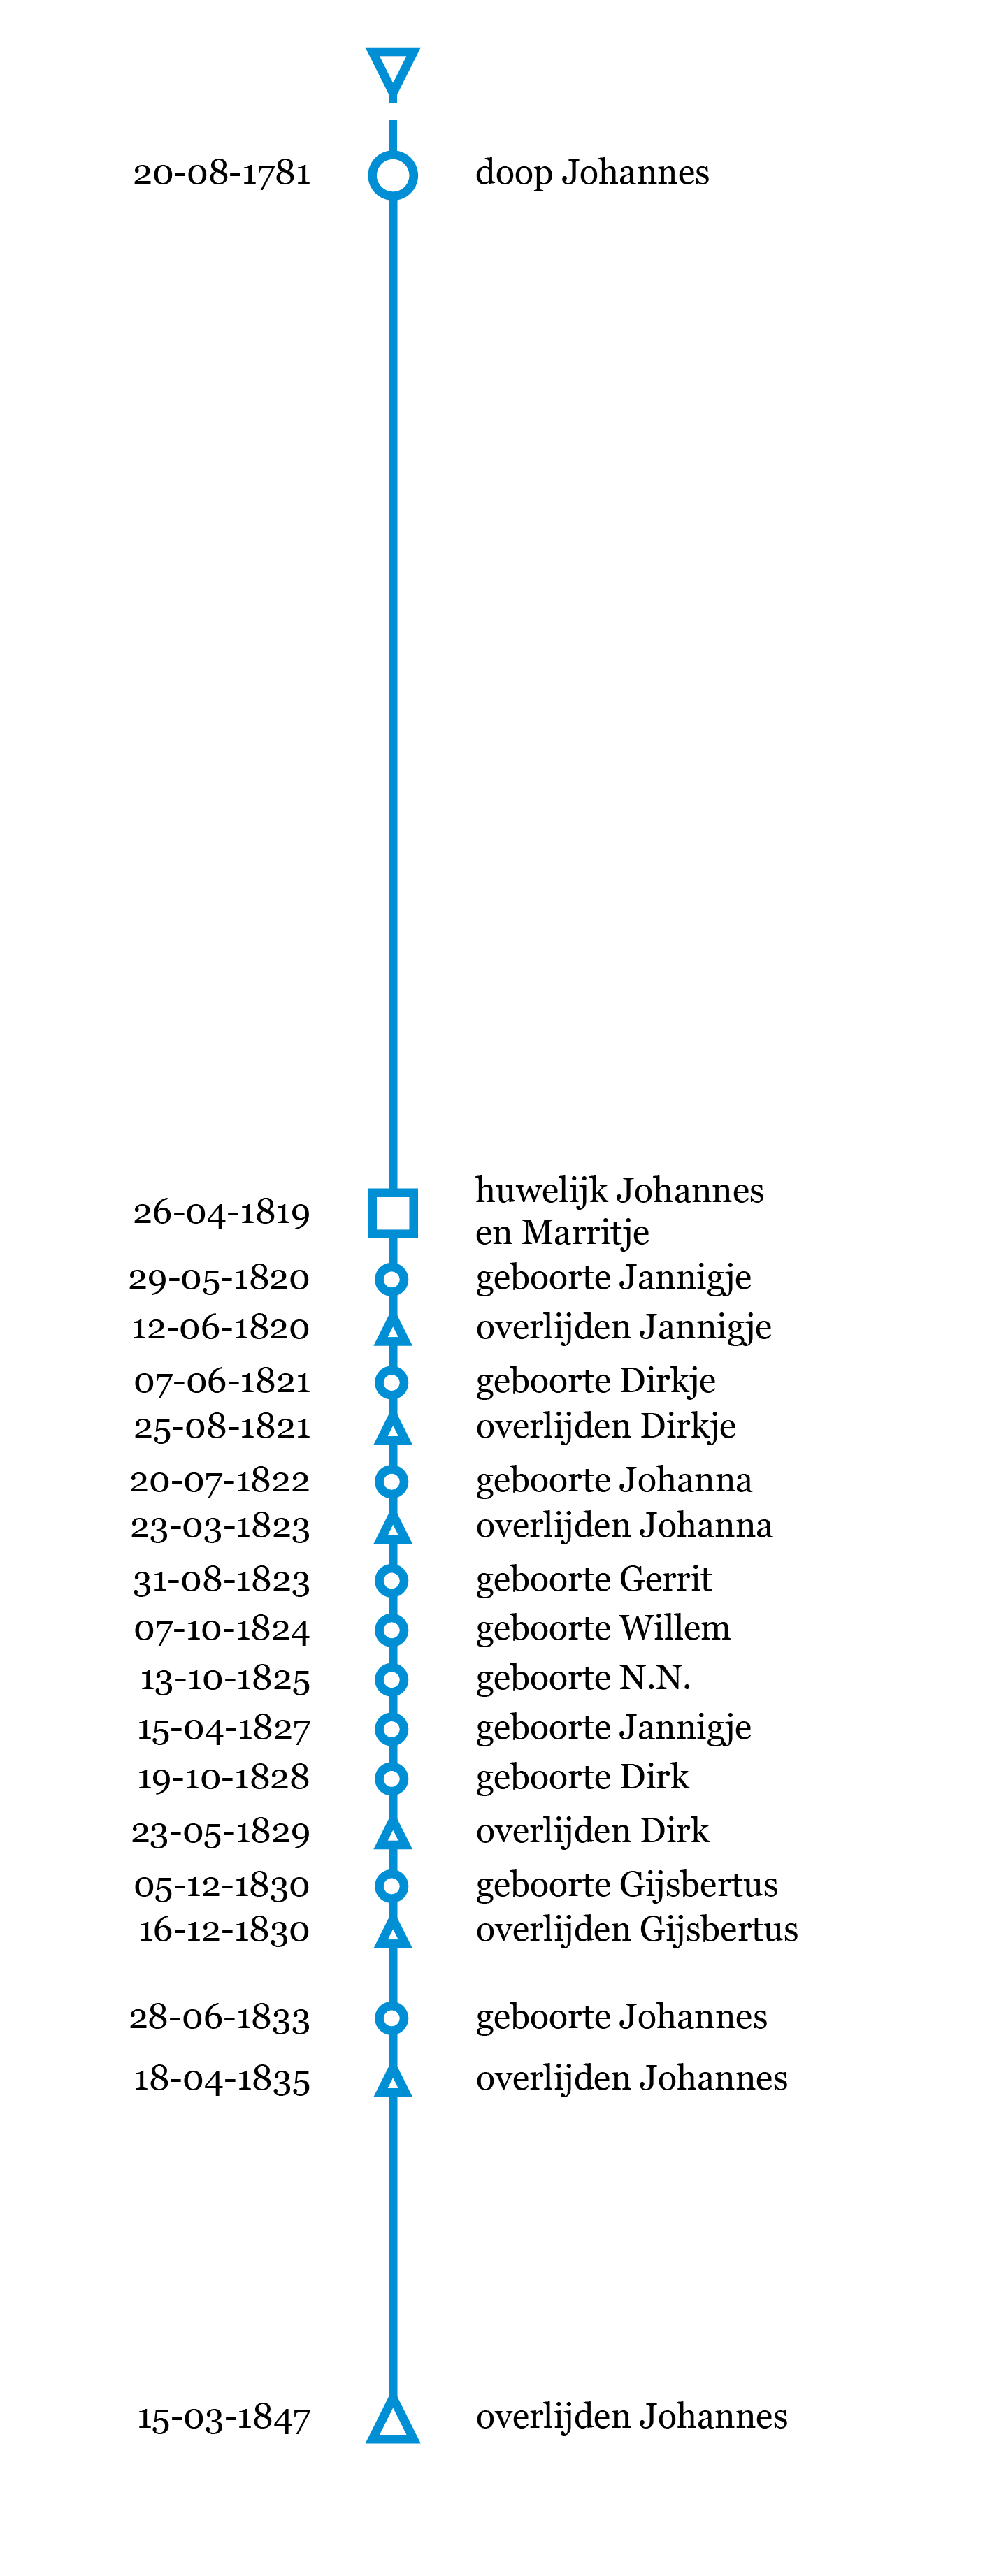 20-08-1781 doop Johannes
26-04-1819 huwelijk Johannes
en Marritje
29-05-1820 geboorte Jannigje
12-06-1820 overlijden Jannigje
07-06-1821 geboorte Dirkje
25-08-1821 overlijden Dirkje
20-07-1822 geboorte Johanna
23-03-1823 overlijden Johanna
31-08-1823 geboorte Gerrit
07-10-1824 geboorte Willem
13-10-1825 geboorte N.N.
15-04-1827 geboorte Jannigje
19-10-1828 geboorte Dirk
23-05-1829 overlijden Dirk
05-12-1830 geboorte Gijsbertus
16-12-1830 overlijden Gijsbertus
28-06-1833 geboorte Johannes
18-04-1835 overlijden Johannes
15-03-1847 overlijden Johannes